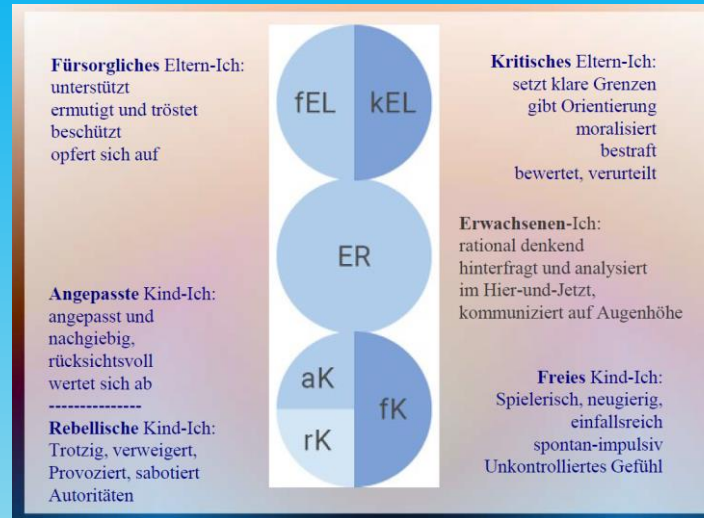 Fürsorgliches Eltern-Ich:
unterstützt
ermutigt und tröstet
beschützt
opfert sich auf
fEL
kEL
Kritisches Eltern-Ich:
setzt klare Grenzen
gibt Orientierung
moralisiert
bestraft
bewertet, verurteilt
ER
Erwachsenen-Ich:
rational denkend
hinterfragt und analysiert
im Hier-und-Jetzt,
kommuniziert auf Augenhöhe
Angepasste Kind-Ich:
angepasst und
nachgiebig,
rücksichtsvoll
wertet sich ab
---------------
Rebellische Kind-Ich:
Trotzig, verweigert,
Provoziert, sabotiert
Autoritäten
aK
rK
fK
Freies Kind-Ich:
Spielerisch, neugierig,
einfallsreich
spontan-impulsiv
Unkontrolliertes Gefühl